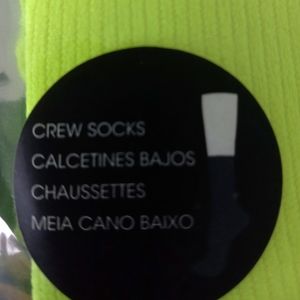 CREW SOCKS
CALCETINES BAJOS
CHAUSSETTES
MEIA CANO BAIXO